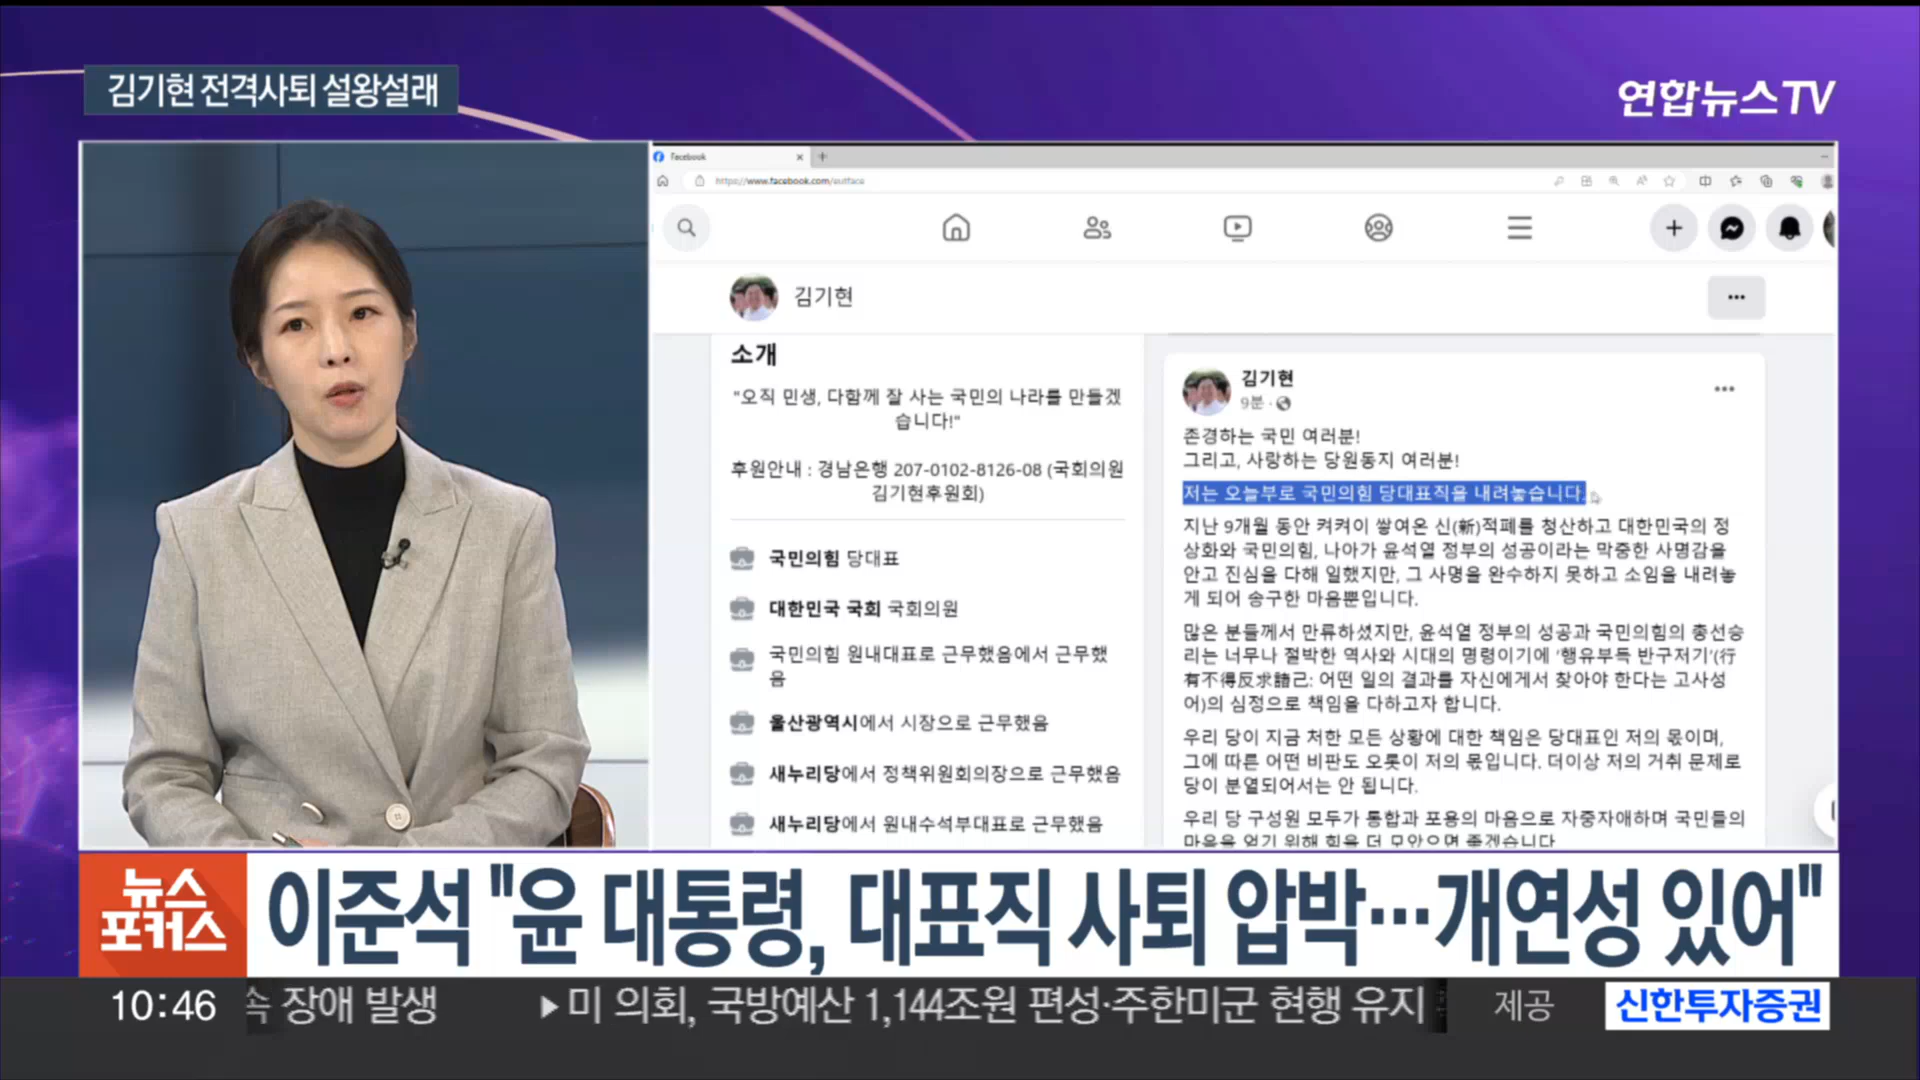 김기현 전격사퇴 설왕설래
연합뉴스TV
Facebook
https://www.facebook.com/eutface
김기현
소개
"오직 민생, 다함께 잘 사는 국민의 나라를 만들겠
습니다!"
후원안내 : 경남은행 207-0102-8126-08 (국회의원
김기현후원회)
국민의힘 당대표
대한민국 국회 국회의원
국민의힘 원내대표로 근무했음에서 근무했
음
울산광역시에서 시장으로 근무했음
새누리당에서 정책위원회의장으로 근무했음
새누리당에서 원내수석부대표로 근무했음
김기현
9분 ·
존경하는 국민 여러분!
그리고, 사랑하는 당원동지 여러분!
저는 오늘부로 국민의힘 당대표직을 내려놓습니다.
지난 9개월 동안 켜켜이 쌓여온 신(新)적폐를 청산하고 대한민국의 정
상화와 국민의힘, 나아가 윤석열 정부의 성공이라는 막중한 사명감을
안고 진심을 다해 일했지만, 그 사명을 완수하지 못하고 소임을 내려놓
게 되어 송구한 마음뿐입니다.
많은 분들께서 만류하셨지만, 윤석열 정부의 성공과 국민의힘의 총선승
리는 너무나 절박한 역사와 시대의 명령이기에 '행유부득 반구저기'(行
有不得反求諸己: 어떤 일의 결과를 자신에게서 찾아야 한다는 고사성
어)의 심정으로 책임을 다하고자 합니다.
우리 당이 지금 처한 모든 상황에 대한 책임은 당대표인 저의 몫이며,
그에 따른 어떤 비판도 오롯이 저의 몫입니다. 더이상 저의 거취 문제로
당이 분열되어서는 안 됩니다.
우리 당 구성원 모두가 통합과 포용의 마음으로 자중자애하며 국민들의
마음을 얻기 위해 힘을 더 모았으면 좋겠습니다
뉴스
포커스
이준석 "윤 대통령, 대표직 사퇴 압박…개연성 있어"
10:46
속 장애 발생 ▶미 의회, 국방예산 1,144조원 편성·주한미군 현행 유지
제공
신한투자증권